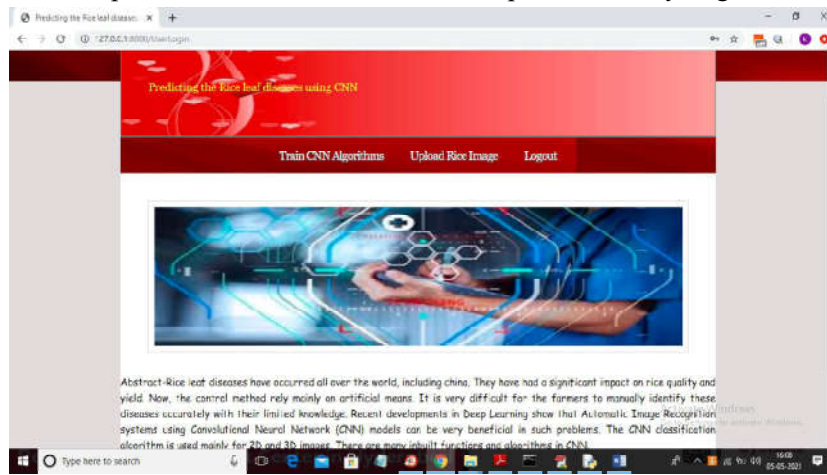 Predicting the Rice leaf diseases
127.0.0.1:8000/UserLogin
Predicting the Rice leaf diseases using CNN
Train CNN Algorithms Upload Rice Image Logout
Abstract-Rice leaf diseases have occurred all over the world, including china. They have had a significant impact on rice quality and
yield. Now, the control method rely mainly on artificial means. It is very difficult for the farmers to manually identify these
diseases accurately with their limited knowledge. Recent developments in Deep Learning show that Automatic Image Recognition
systems using Convolutional Neural Network (CNN) models can be very beneficial in such problems. The CNN classification
algorithm is used mainly for 2D and 3D images. There are many inbuilt functions and algorithms in CNN.
Activate Windows
Type here to search
16:08
05-05-2021